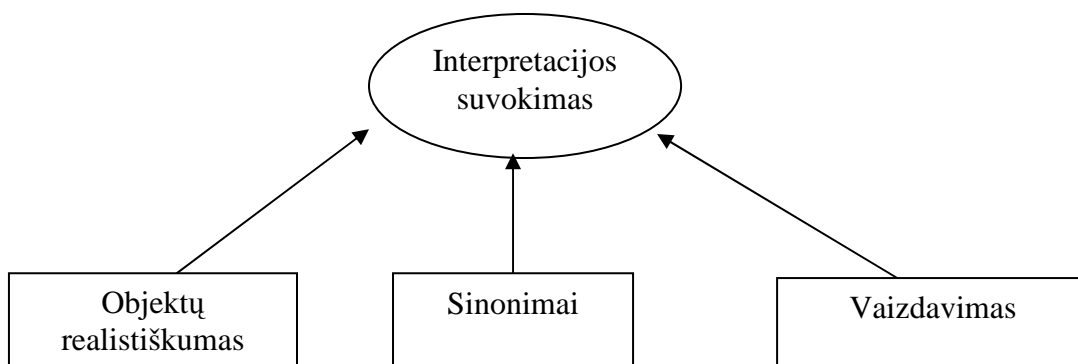 Interpretacijos
suvokimas
Objektų
realistiškumas
Sinonimai
Vaizdavimas